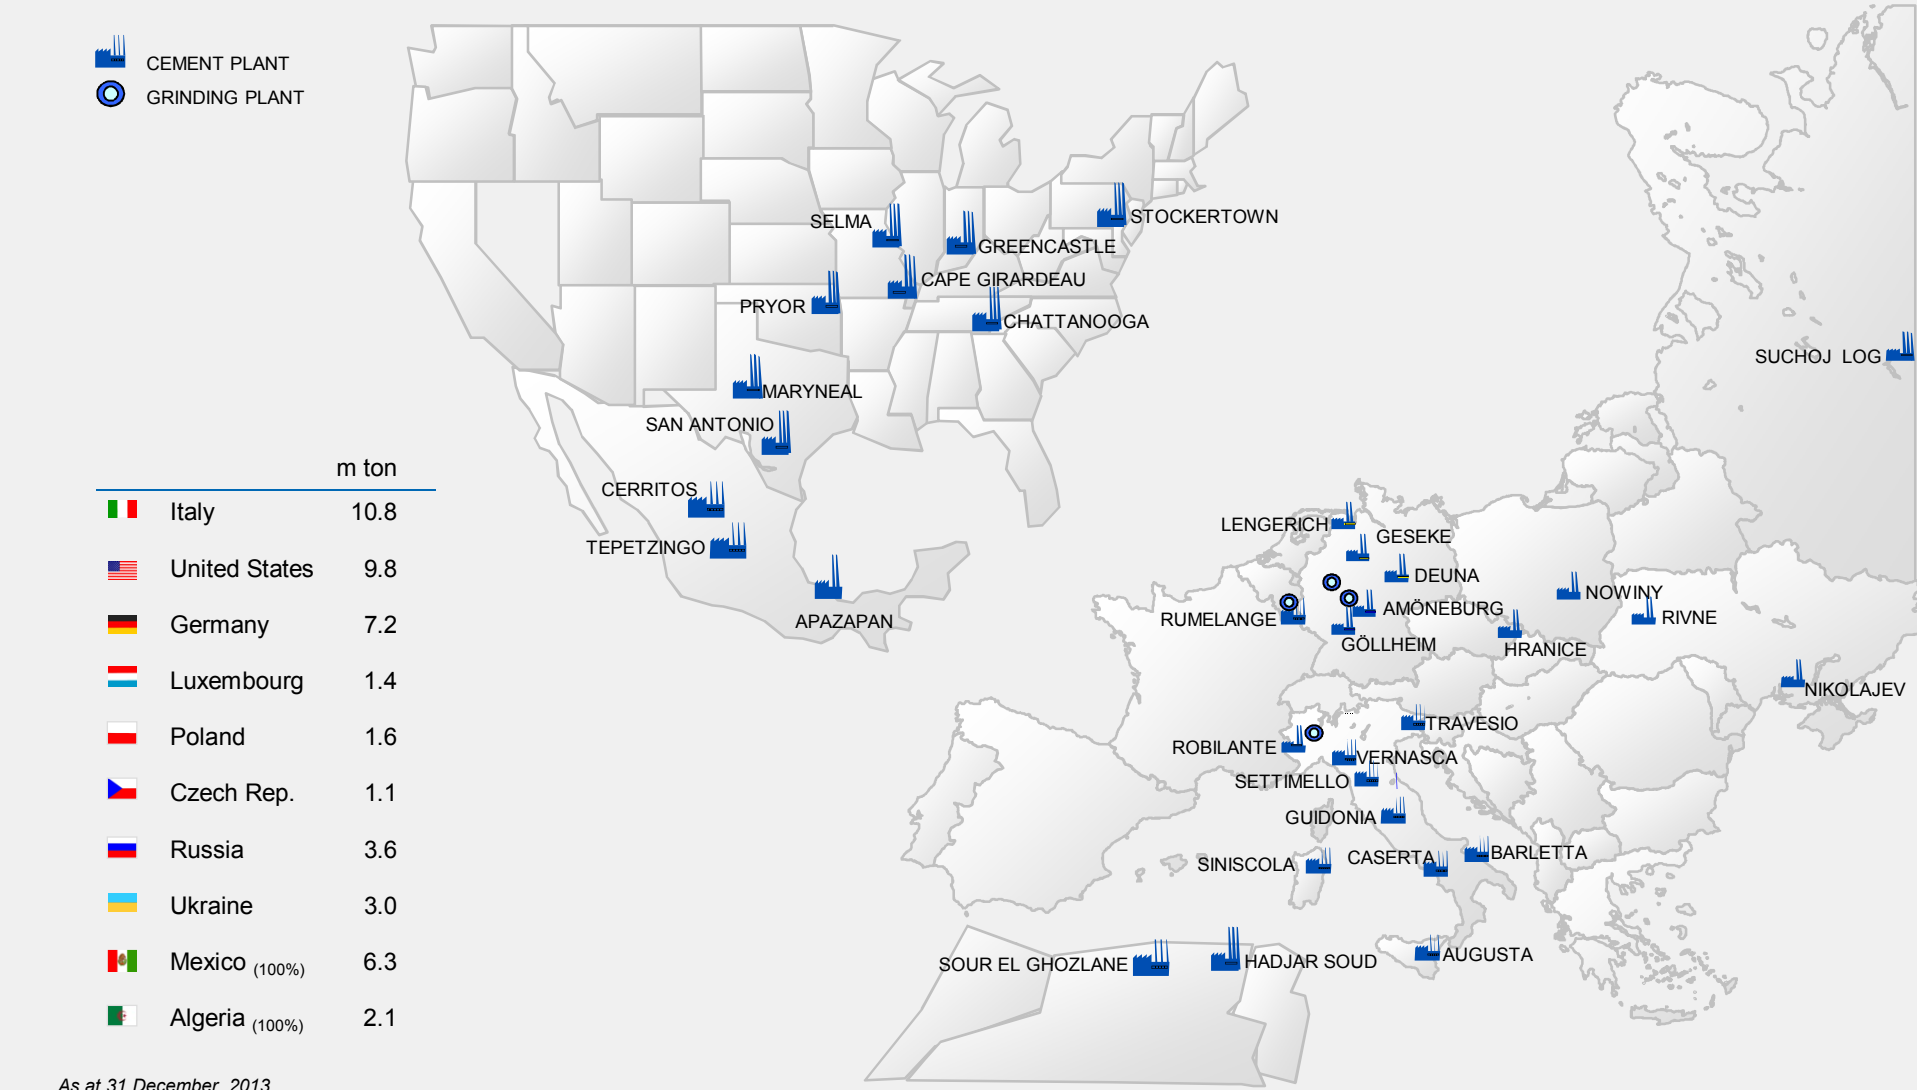 CEMENT PLANT
GRINDING PLANT
SELMA
STOCKERTOWN
GREENCASTLE
CAPE GIRARDEAU
PRYOR
CHATTANOOGA
SUCHOJ LOG
MARYNEAL
SAN ANTONIO
CERRITOS
TEPETZINGO
APAZAPAN
LENGERICH
GESEKE
DEUNA
NOWINY
AMÖNEBURG
RUMELANGE
RIVNE
GÖLLHEIM
HRANICE
NIKOLAJEV
TRAVESIO
ROBILANTE
VERNASCA
SETTIMELLO
GUIDONIA
BARLETTA
CASERTA
SINISCOLA
AUGUSTA
SOUR EL GHOZLANE
HADJAR SOUD
m ton
Italy 10.8
United States 9.8
Germany 7.2
Luxembourg 1.4
Poland 1.6
Czech Rep. 1.1
Russia 3.6
Ukraine 3.0
Mexico (100%) 6.3
Algeria (100%) 2.1
As at 31 December, 2013